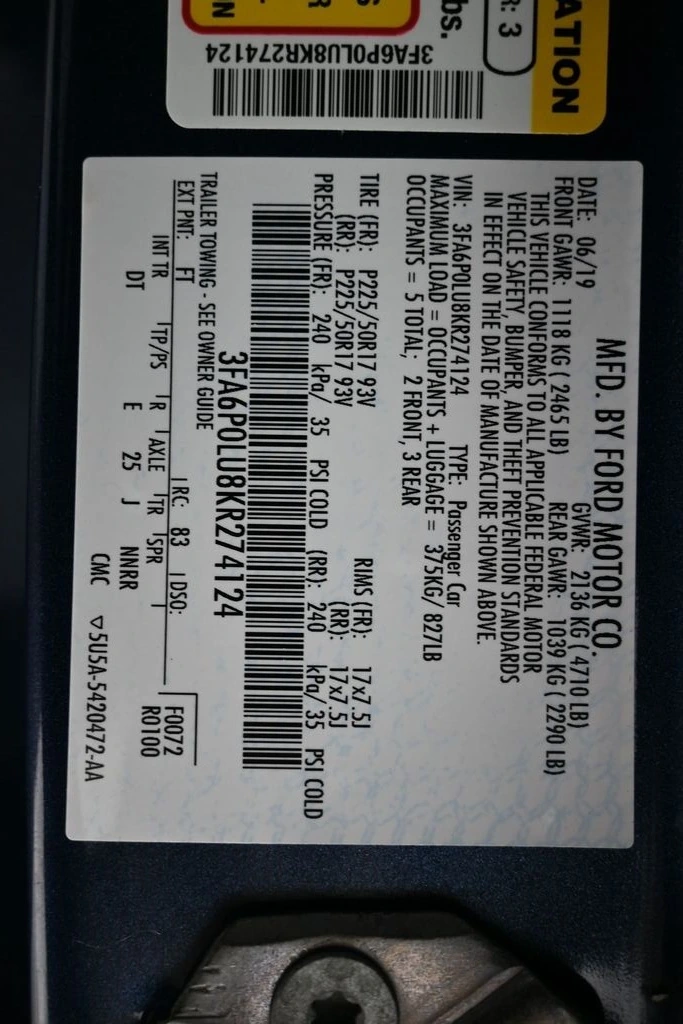 ATION
R: 3
bs.
S
R
L
N
3FA6P0LU8KR274124
MFD. BY FORD MOTOR CO.
DATE: 06/19 GVWR: 2136 KG ( 4710 LB)
FRONT GAWR: 1118 KG ( 2465 LB) REAR GAWR: 1039 KG ( 2290 LB)
THIS VEHICLE CONFORMS TO ALL APPLICABLE FEDERAL MOTOR
VEHICLE SAFETY, BUMPER, AND THEFT PREVENTION STANDARDS
IN EFFECT ON THE DATE OF MANUFACTURE SHOWN ABOVE.
VIN: 3FA6P0LU8KR274124 TYPE: Passenger Car
MAXIMUM LOAD = OCCUPANTS + LUGGAGE = 375KG/ 827LB
OCCUPANTS = 5 TOTAL; 2 FRONT, 3 REAR
TIRE (FR): P225/50R17 93V RIMS (FR): 17x7.5J
(RR): P225/50R17 93V (RR): 17x7.5J
PRESSURE (FR): 240 kPa/ 35 PSI COLD (RR): 240 kPa/ 35 PSI COLD
3FA6P0LU8KR274124
TRAILER TOWING - SEE OWNER GUIDE
EXT PNT: FT RC: 83 DSO: F0072
R0100
INT TR TP/PS R AXLE TR SPR
DT E 25 J NNRR
CMC ▽5U5A-5420472-AA